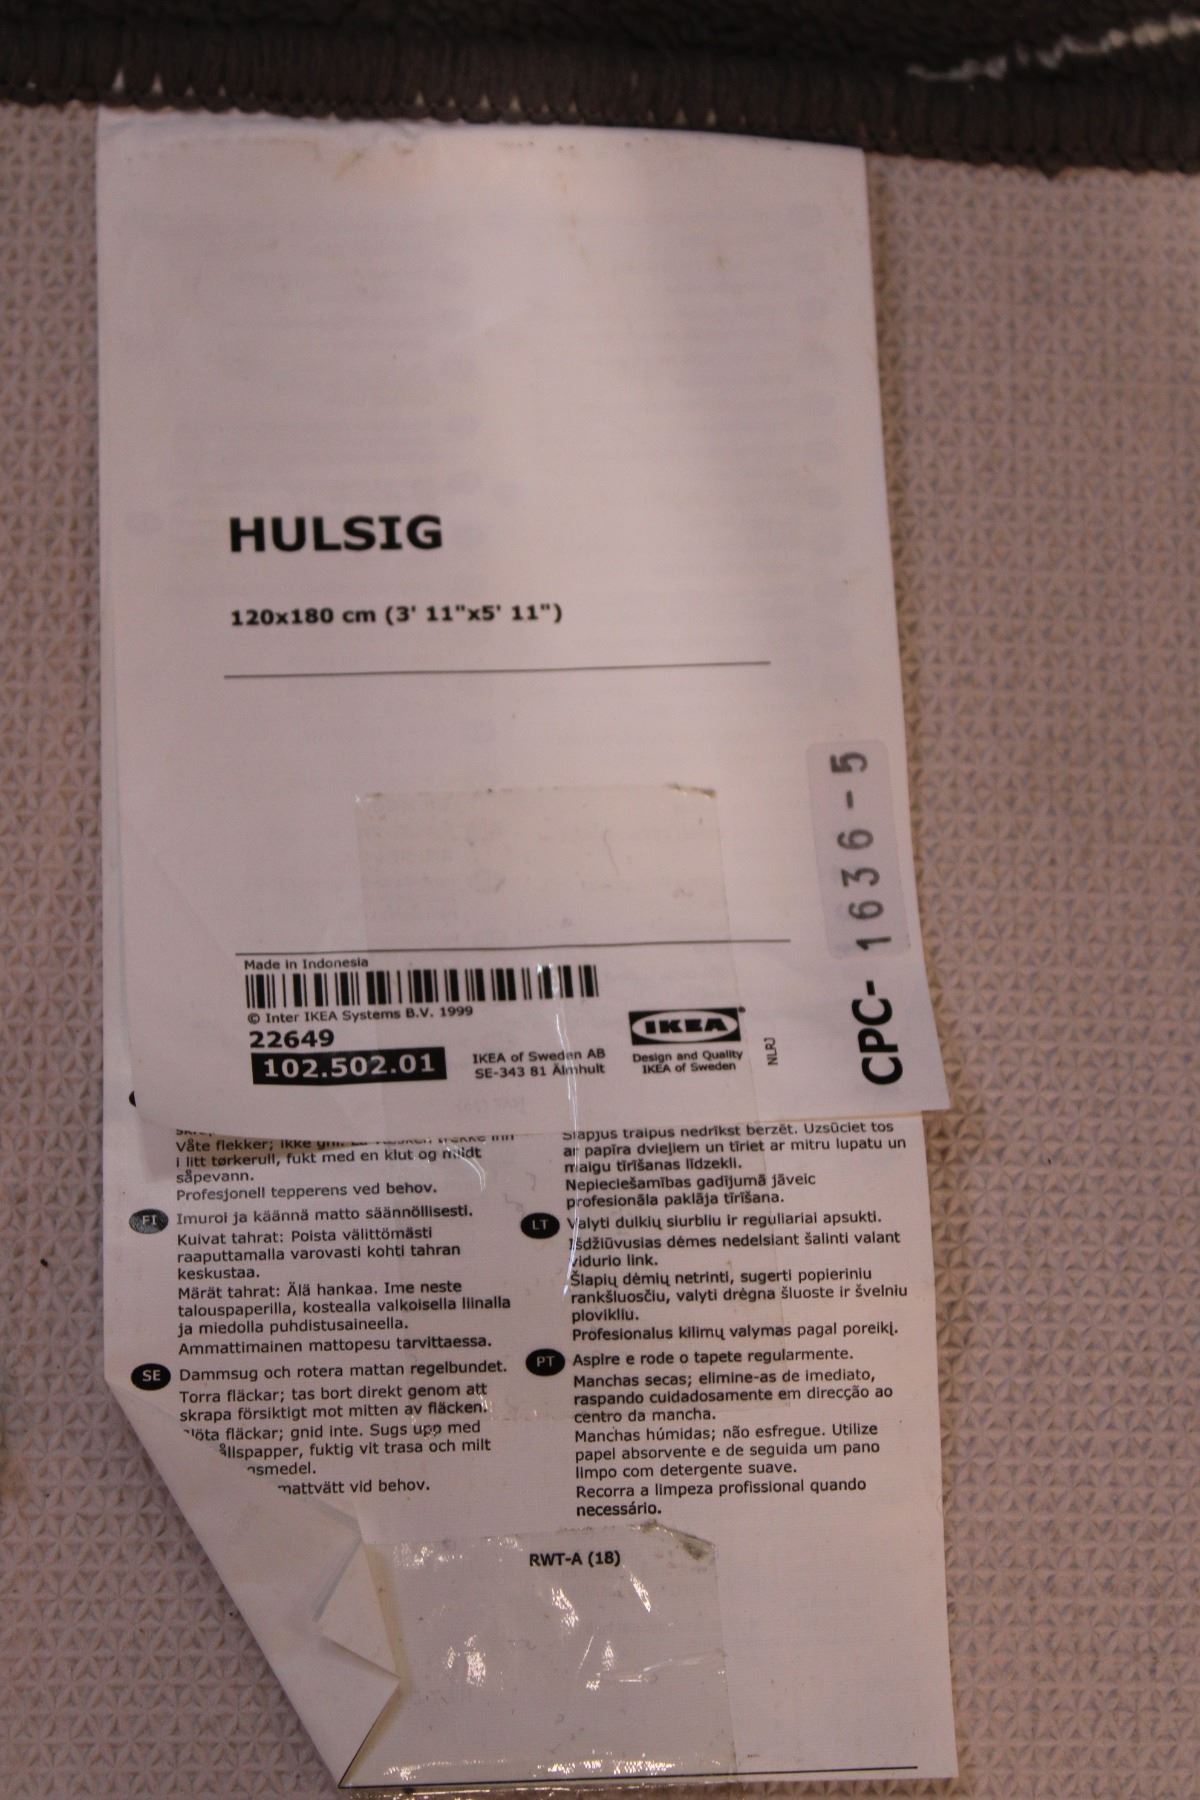 HULSIG
120x180 cm (3' 11"x5' 11")
CPC- 1636-5
Made in Indonesia
© Inter IKEA Systems B.V. 1999
22649
102.502.01
IKEA of Sweden AB
SE-343 81 Älmhult
IKEA®
Design and Quality
IKEA of Sweden
NLRJ
Våte flekker; ikke
i litt tørkerull, fukt med en klut og mildt
såpevann.
Profesjonell tepperens ved behov.
FI Imuroi ja käännä matto säännöllisesti.
Kuivat tahrat: Poista välittömästi
raaputtamalla varovasti kohti tahran
keskustaa.
Märät tahrat: Älä hankaa. Ime neste
talouspaperilla, kostealla valkoisella liinalla
ja miedolla puhdistusaineella.
Ammattimainen mattopesu tarvittaessa.
SE Dammsug och rotera mattan regelbundet.
Torra fläckar; tas bort direkt genom att
skrapa försiktigt mot mitten av fläcken.
fläckar; gnid inte. Sugs upp med
fuktig vit trasa och milt
mattvätt vid behov.
Slapjus traipus nedrīkst berzēt. Uzsūciet tos
ar papīra dvieļiem un tīriet ar mitru lupatu un
maigu tīrīšanas līdzekli.
Nepieciešamības gadījumā jāveic
profesionāla paklāja tīrīšana.
LT Valyti dulkių siurbliu ir reguliariai apsukti.
Išdžiūvusias dėmes nedelsiant šalinti valant
vidurio link.
Šlapių dėmių netrinti, sugerti popieriniu
rankšluosčiu, valyti drėgna šluoste ir švelniu
plovikliu.
Profesionalus kilimų valymas pagal poreikį.
PT Aspire e rode o tapete regularmente.
Manchas secas; elimine-as de imediato,
raspando cuidadosamente em direcção ao
centro da mancha.
Manchas húmidas; não esfregue. Utilize
papel absorvente e de seguida um pano
limpo com detergente suave.
Recorra a limpeza profissional quando
necessário.
RWT-A (18)